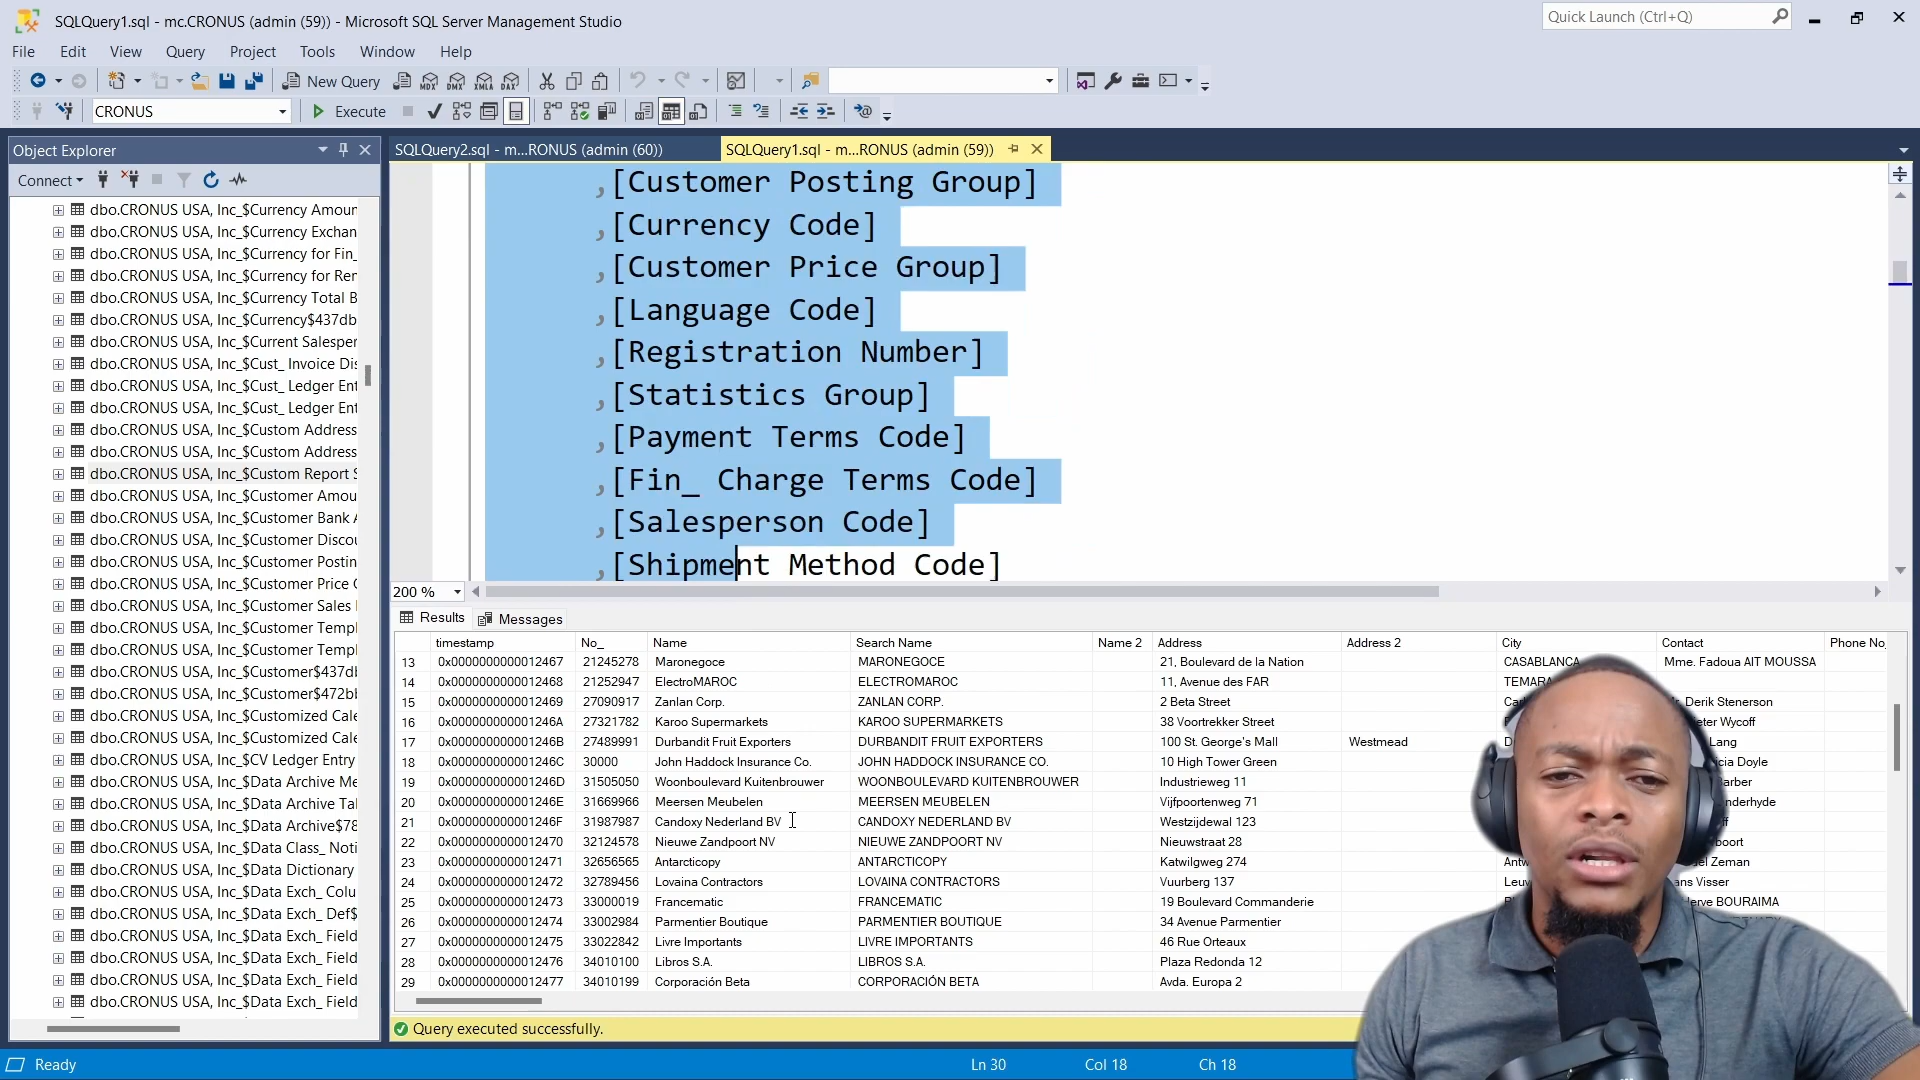 SQLQuery1.sql - mc.CRONUS (admin (59)) - Microsoft SQL Server Management Studio
Quick Launch (Ctrl+Q)
File Edit View Query Project Tools Window Help
New Query MDX DMX XMLA DAX
CRONUS Execute
Object Explorer
SQLQuery2.sql - m...RONUS (admin (60)) SQLQuery1.sql - m...RONUS (admin (59))
Connect
dbo.CRONUS USA, Inc_$Currency Amoun
dbo.CRONUS USA, Inc_$Currency Exchan
dbo.CRONUS USA, Inc_$Currency for Fin_
dbo.CRONUS USA, Inc_$Currency for Rer
dbo.CRONUS USA, Inc_$Currency Total B
dbo.CRONUS USA, Inc_$Currency$437db
dbo.CRONUS USA, Inc_$Current Salesper
dbo.CRONUS USA, Inc_$Cust_ Invoice Dis
dbo.CRONUS USA, Inc_$Cust_ Ledger Ent
dbo.CRONUS USA, Inc_$Cust_ Ledger Ent
dbo.CRONUS USA, Inc_$Custom Address
dbo.CRONUS USA, Inc_$Custom Address
dbo.CRONUS USA, Inc_$Custom Report S
dbo.CRONUS USA, Inc_$Customer Amou
dbo.CRONUS USA, Inc_$Customer Bank A
dbo.CRONUS USA, Inc_$Customer Discou
dbo.CRONUS USA, Inc_$Customer Postin
dbo.CRONUS USA, Inc_$Customer Price G
dbo.CRONUS USA, Inc_$Customer Sales I
dbo.CRONUS USA, Inc_$Customer Templ
dbo.CRONUS USA, Inc_$Customer Templ
dbo.CRONUS USA, Inc_$Customer$437db
dbo.CRONUS USA, Inc_$Customer$472bb
dbo.CRONUS USA, Inc_$Customized Cale
dbo.CRONUS USA, Inc_$Customized Cale
dbo.CRONUS USA, Inc_$CV Ledger Entry
dbo.CRONUS USA, Inc_$Data Archive Me
dbo.CRONUS USA, Inc_$Data Archive Tal
dbo.CRONUS USA, Inc_$Data Archive$78
dbo.CRONUS USA, Inc_$Data Class_ Noti
dbo.CRONUS USA, Inc_$Data Dictionary
dbo.CRONUS USA, Inc_$Data Exch_ Colu
dbo.CRONUS USA, Inc_$Data Exch_ Def$
dbo.CRONUS USA, Inc_$Data Exch_ Field
dbo.CRONUS USA, Inc_$Data Exch_ Field
dbo.CRONUS USA, Inc_$Data Exch_ Field
dbo.CRONUS USA, Inc_$Data Exch_ Field
,[Customer Posting Group]
,[Currency Code]
,[Customer Price Group]
,[Language Code]
,[Registration Number]
,[Statistics Group]
,[Payment Terms Code]
,[Fin_ Charge Terms Code]
,[Salesperson Code]
,[Shipment Method Code]
200 %
Results Messages
timestamp No_ Name Search Name Name 2 Address Address 2 City Contact Phone No_
13 0x0000000000012467 21245278 Maronegoce MARONEGOCE 21, Boulevard de la Nation CASABLANCA Mme. Fadoua AIT MOUSSA
14 0x0000000000012468 21252947 ElectroMAROC ELECTROMAROC 11, Avenue des FAR TEMARA
15 0x0000000000012469 27090917 Zanlan Corp. ZANLAN CORP. 2 Beta Street Derik Stenerson
16 0x000000000001246A 27321782 Karoo Supermarkets KAROO SUPERMARKETS 38 Voortrekker Street Wycoff
17 0x000000000001246B 27489991 Durbandit Fruit Exporters DURBANDIT FRUIT EXPORTERS 100 St. George's Mall Westmead Lang
18 0x000000000001246C 30000 John Haddock Insurance Co. JOHN HADDOCK INSURANCE CO. 10 High Tower Green Doyle
19 0x000000000001246D 31505050 Woonboulevard Kuitenbrouwer WOONBOULEVARD KUITENBROUWER Industrieweg 11
20 0x000000000001246E 31669966 Meersen Meubelen MEERSEN MEUBELEN Vijfpoortenweg 71
21 0x000000000001246F 31987987 Candoxy Nederland BV CANDOXY NEDERLAND BV Westzijdewal 123
22 0x0000000000012470 32124578 Nieuwe Zandpoort NV NIEUWE ZANDPOORT NV Nieuwstraat 28
23 0x0000000000012471 32656565 Antarcticopy ANTARCTICOPY Katwilgweg 274 Zeman
24 0x0000000000012472 32789456 Lovaina Contractors LOVAINA CONTRACTORS Vuurberg 137 Visser
25 0x0000000000012473 33000019 Francematic FRANCEMATIC 19 Boulevard Commanderie BOURAIMA
26 0x0000000000012474 33002984 Parmentier Boutique PARMENTIER BOUTIQUE 34 Avenue Parmentier
27 0x0000000000012475 33022842 Livre Importants LIVRE IMPORTANTS 46 Rue Orteaux
28 0x0000000000012476 34010100 Libros S.A. LIBROS S.A. Plaza Redonda 12
29 0x0000000000012477 34010199 Corporación Beta CORPORACIÓN BETA Avda. Europa 2
Query executed successfully.
Ready Ln 30 Col 18 Ch 18